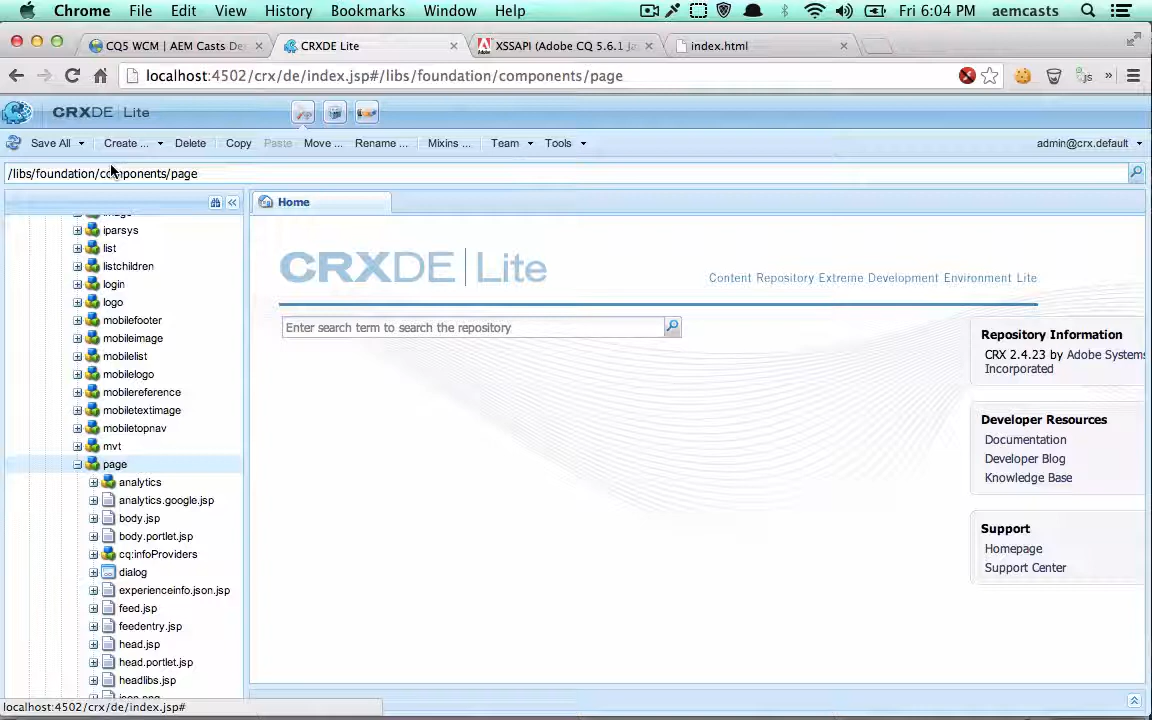 Chrome File Edit View History Bookmarks Window Help Fri 6:04 PM aemcasts
CQ5 WCM | AEM Casts De
CRXDE Lite
XSSAPI (Adobe CQ 5.6.1 Ja
index.html
localhost:4502/crx/de/index.jsp#/libs/foundation/components/page
js
»
CRXDE | Lite
Save All Create ... Delete Copy Paste Move ... Rename ... Mixins ... Team Tools admin@crx.default
/libs/foundation/components/page
Home
iparsys
list
listchildren
login
logo
mobilefooter
mobileimage
mobilelist
mobilelogo
mobilereference
mobiletextimage
mobiletopnav
mvt
page
analytics
analytics.google.jsp
body.jsp
body.portlet.jsp
cq:infoProviders
dialog
experienceinfo.json.jsp
feed.jsp
feedentry.jsp
head.jsp
head.portlet.jsp
headlibs.jsp
CRXDE | Lite
Content Repository Extreme Development Environment Lite
Enter search term to search the repository
Repository Information
CRX 2.4.23 by Adobe Systems
Incorporated
Developer Resources
Documentation
Developer Blog
Knowledge Base
Support
Homepage
Support Center
localhost:4502/crx/de/index.jsp#